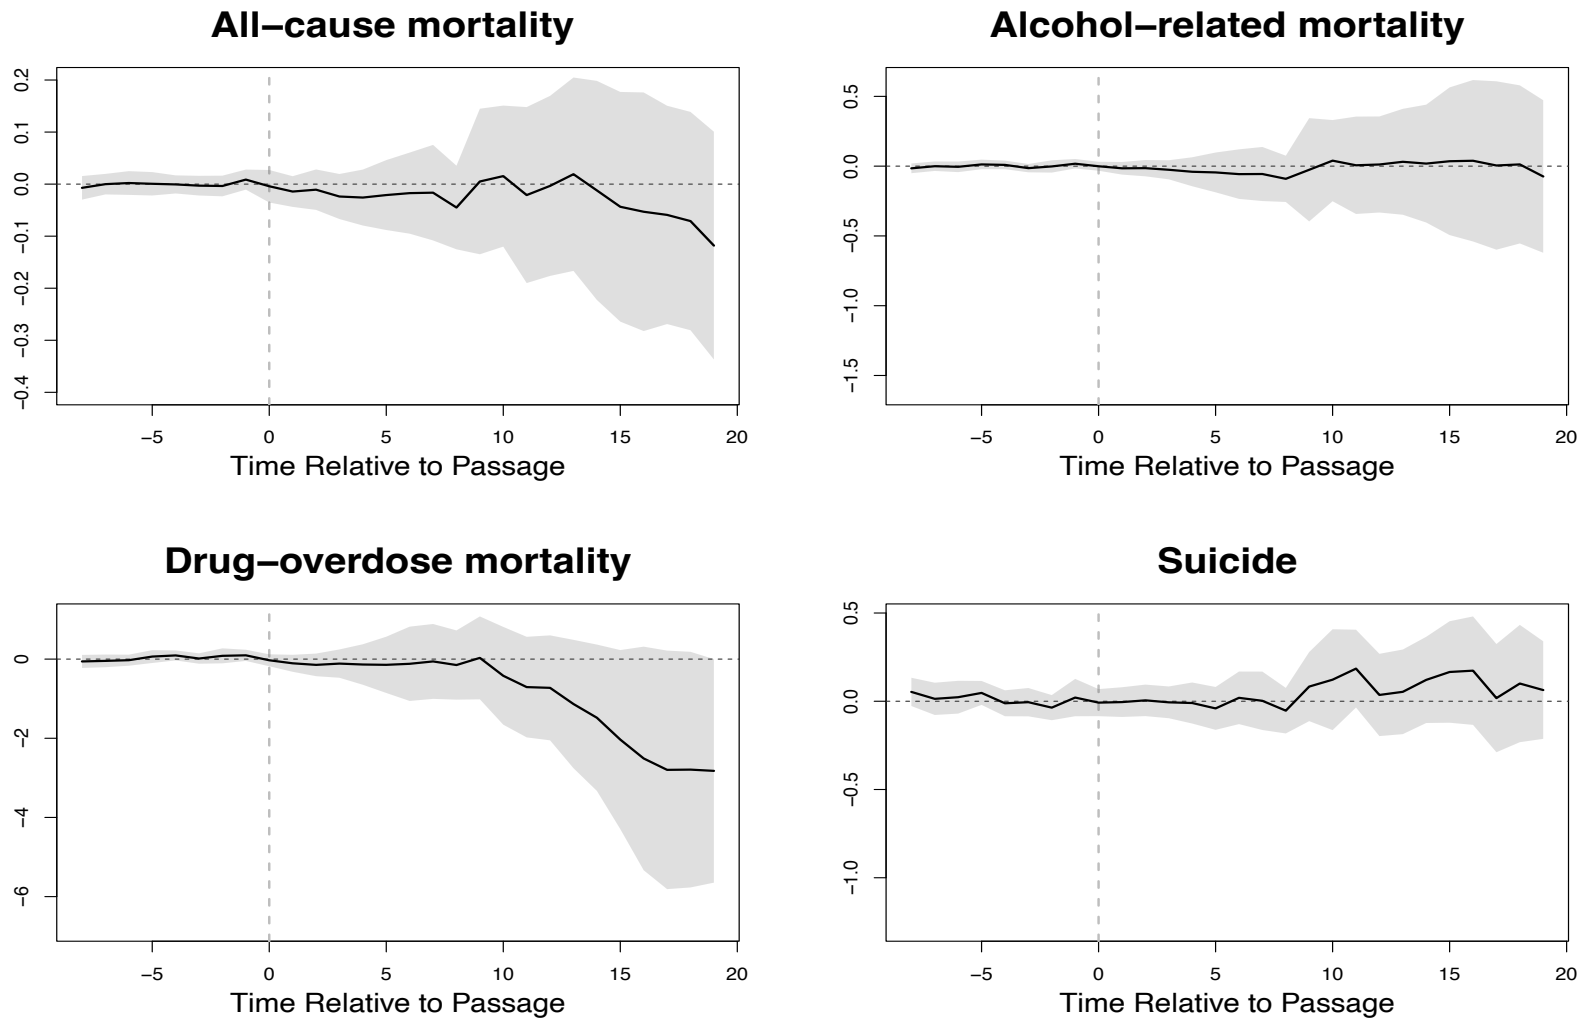 All−cause mortality
0.2
0.1
0.0
−0.1
−0.2
−0.3
−0.4
−5 0 5 10 15 20
Time Relative to Passage
Alcohol−related mortality
0.5
0.0
−0.5
−1.0
−1.5
−5 0 5 10 15 20
Time Relative to Passage
Drug−overdose mortality
0
−2
−4
−6
−5 0 5 10 15 20
Time Relative to Passage
Suicide
0.5
0.0
−0.5
−1.0
−5 0 5 10 15 20
Time Relative to Passage